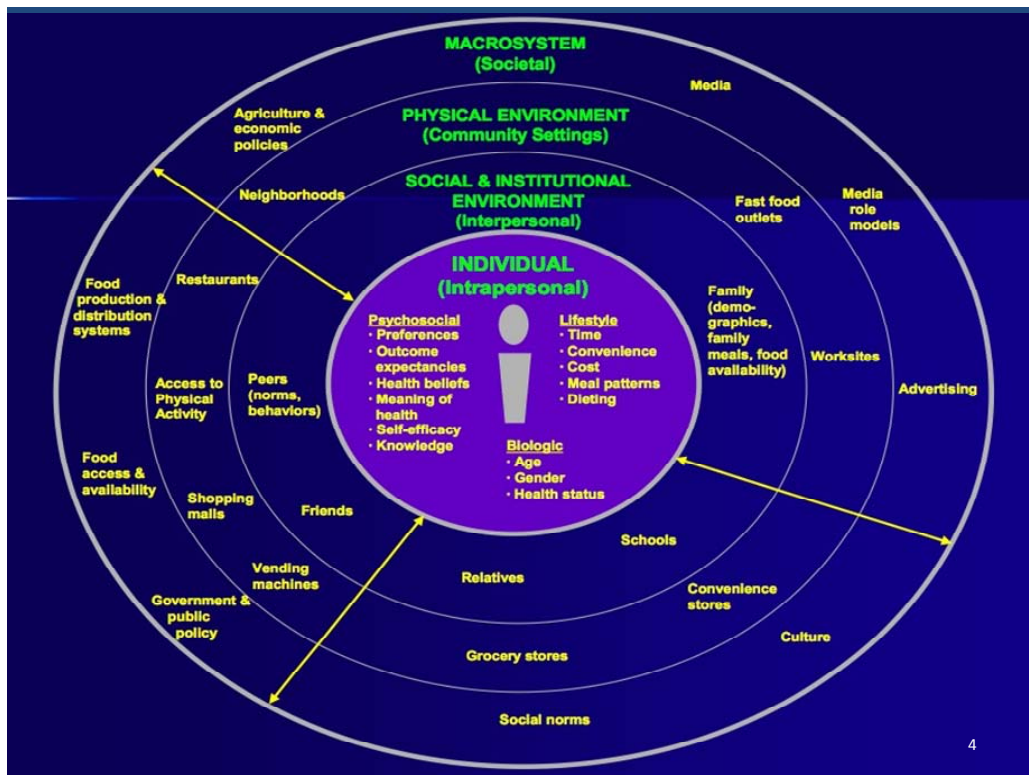 MACROSYSTEM
(Societal)
Media
Agriculture &
economic
policies
PHYSICAL ENVIRONMENT
(Community Settings)
Neighborhoods
SOCIAL & INSTITUTIONAL
ENVIRONMENT
(Interpersonal)
Fast food
outlets
Media
role
models
INDIVIDUAL
(Intrapersonal)
Restaurants
Food
production &
distribution
systems
Psychosocial
· Preferences
· Outcome
expectancies
· Health beliefs
· Meaning of
health
· Self-efficacy
· Knowledge
Lifestyle
· Time
· Convenience
· Cost
· Meal patterns
· Dieting
Biologic
· Age
· Gender
· Health status
Family
(demo-
graphics,
family
meals, food
availability)
Worksites
Advertising
Access to
Physical
Activity
Peers
(norms,
behaviors)
Food
access &
availability
Shopping
malls
Friends
Schools
Vending
machines
Relatives
Convenience
stores
Government &
public
policy
Culture
Grocery stores
Social norms
4